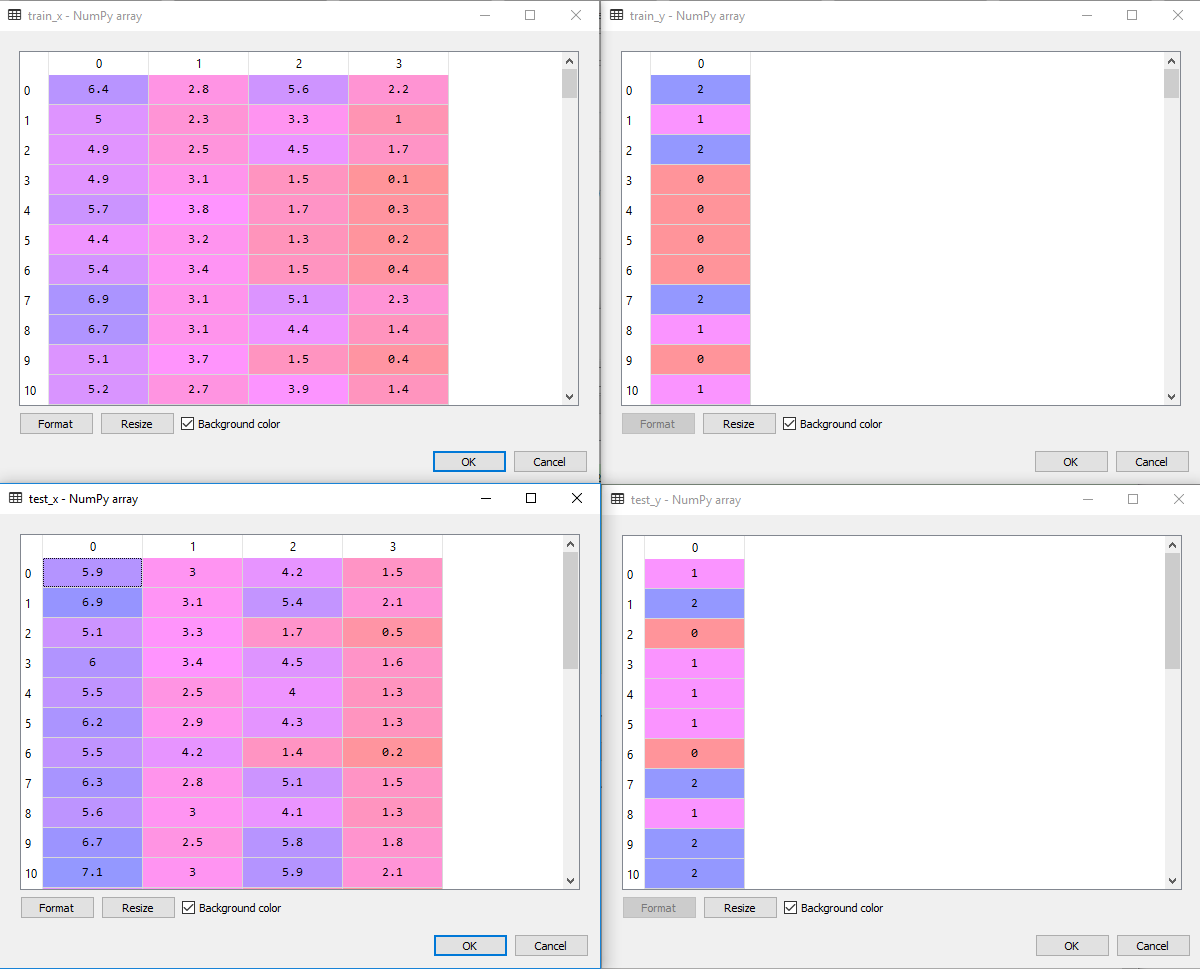 train_x - NumPy array
0 1 2 3
0 6.4 2.8 5.6 2.2
1 5 2.3 3.3 1
2 4.9 2.5 4.5 1.7
3 4.9 3.1 1.5 0.1
4 5.7 3.8 1.7 0.3
5 4.4 3.2 1.3 0.2
6 5.4 3.4 1.5 0.4
7 6.9 3.1 5.1 2.3
8 6.7 3.1 4.4 1.4
9 5.1 3.7 1.5 0.4
10 5.2 2.7 3.9 1.4
Format Resize Background color
OK Cancel
train_y - NumPy array
0
0 2
1 1
2 2
3 0
4 0
5 0
6 0
7 2
8 1
9 0
10 1
Format Resize Background color
OK Cancel
test_x - NumPy array
0 1 2 3
0 5.9 3 4.2 1.5
1 6.9 3.1 5.4 2.1
2 5.1 3.3 1.7 0.5
3 6 3.4 4.5 1.6
4 5.5 2.5 4 1.3
5 6.2 2.9 4.3 1.3
6 5.5 4.2 1.4 0.2
7 6.3 2.8 5.1 1.5
8 5.6 3 4.1 1.3
9 6.7 2.5 5.8 1.8
10 7.1 3 5.9 2.1
Format Resize Background color
OK Cancel
test_y - NumPy array
0
0 1
1 2
2 0
3 1
4 1
5 1
6 0
7 2
8 1
9 2
10 2
Format Resize Background color
OK Cancel